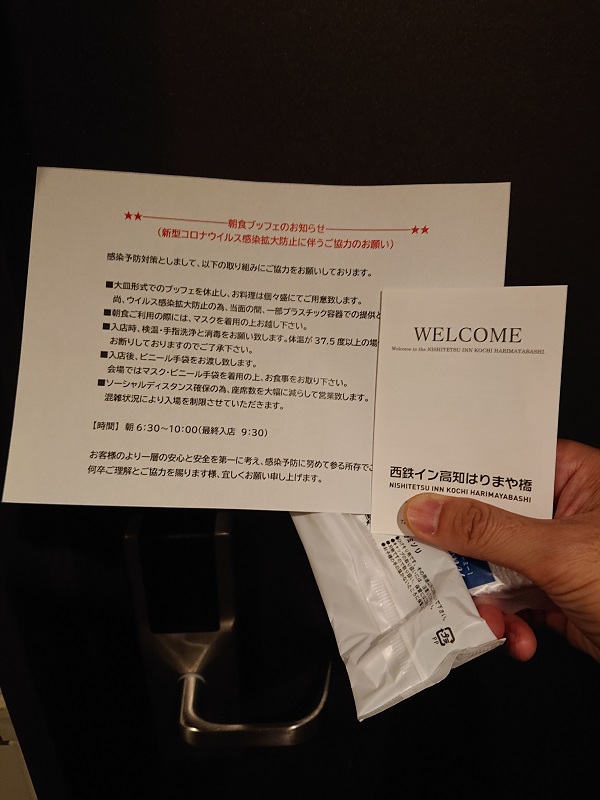 ★★ 朝食ブッフェのお知らせ ★★
(新型コロナウイルス感染拡大防止に伴うご協力のお願い)
感染予防対策としまして、以下の取り組みにご協力をお願いしております。
■大皿形式でのブッフェを休止し、お料理は個々盛にてご用意致します。
尚、ウイルス感染拡大防止の為、当面の間、一部プラスチック容器での提供と
■朝食ご利用の際には、マスクを着用の上お越し下さい。
■入店時、検温・手指洗浄と消毒をお願い致します。体温が37.5度以上の場
お断りしておりますのでご了承下さい。
■入店後、ビニール手袋をお渡し致します。
会場ではマスク・ビニール手袋を着用の上、お食事をお取り下さい。
■ソーシャルディスタンス確保の為、座席数を大幅に減らして営業致します。
混雑状況により入場を制限させていただきます。
【時間】 朝 6:30~10:00(最終入店 9:30)
お客様のより一層の安心と安全を第一に考え、感染予防に努めて参る所存でご
何卒ご理解とご協力を賜ります様、宜しくお願い申し上げます。
WELCOME
Welcome to the NISHITETSU INN KOCHI HARIMAYABASHI
西鉄イン高知はりまや橋
NISHITETSU INN KOCHI HARIMAYABASHI
プラ
PP